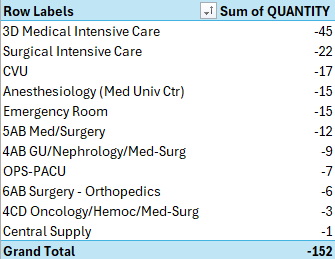 Row Labels Sum of QUANTITY
3D Medical Intensive Care -45
Surgical Intensive Care -22
CVU -17
Anesthesiology (Med Univ Ctr) -15
Emergency Room -15
5AB Med/Surgery -12
4AB GU/Nephrology/Med-Surg -9
OPS-PACU -7
6AB Surgery - Orthopedics -6
4CD Oncology/Hemoc/Med-Surg -3
Central Supply -1
Grand Total -152